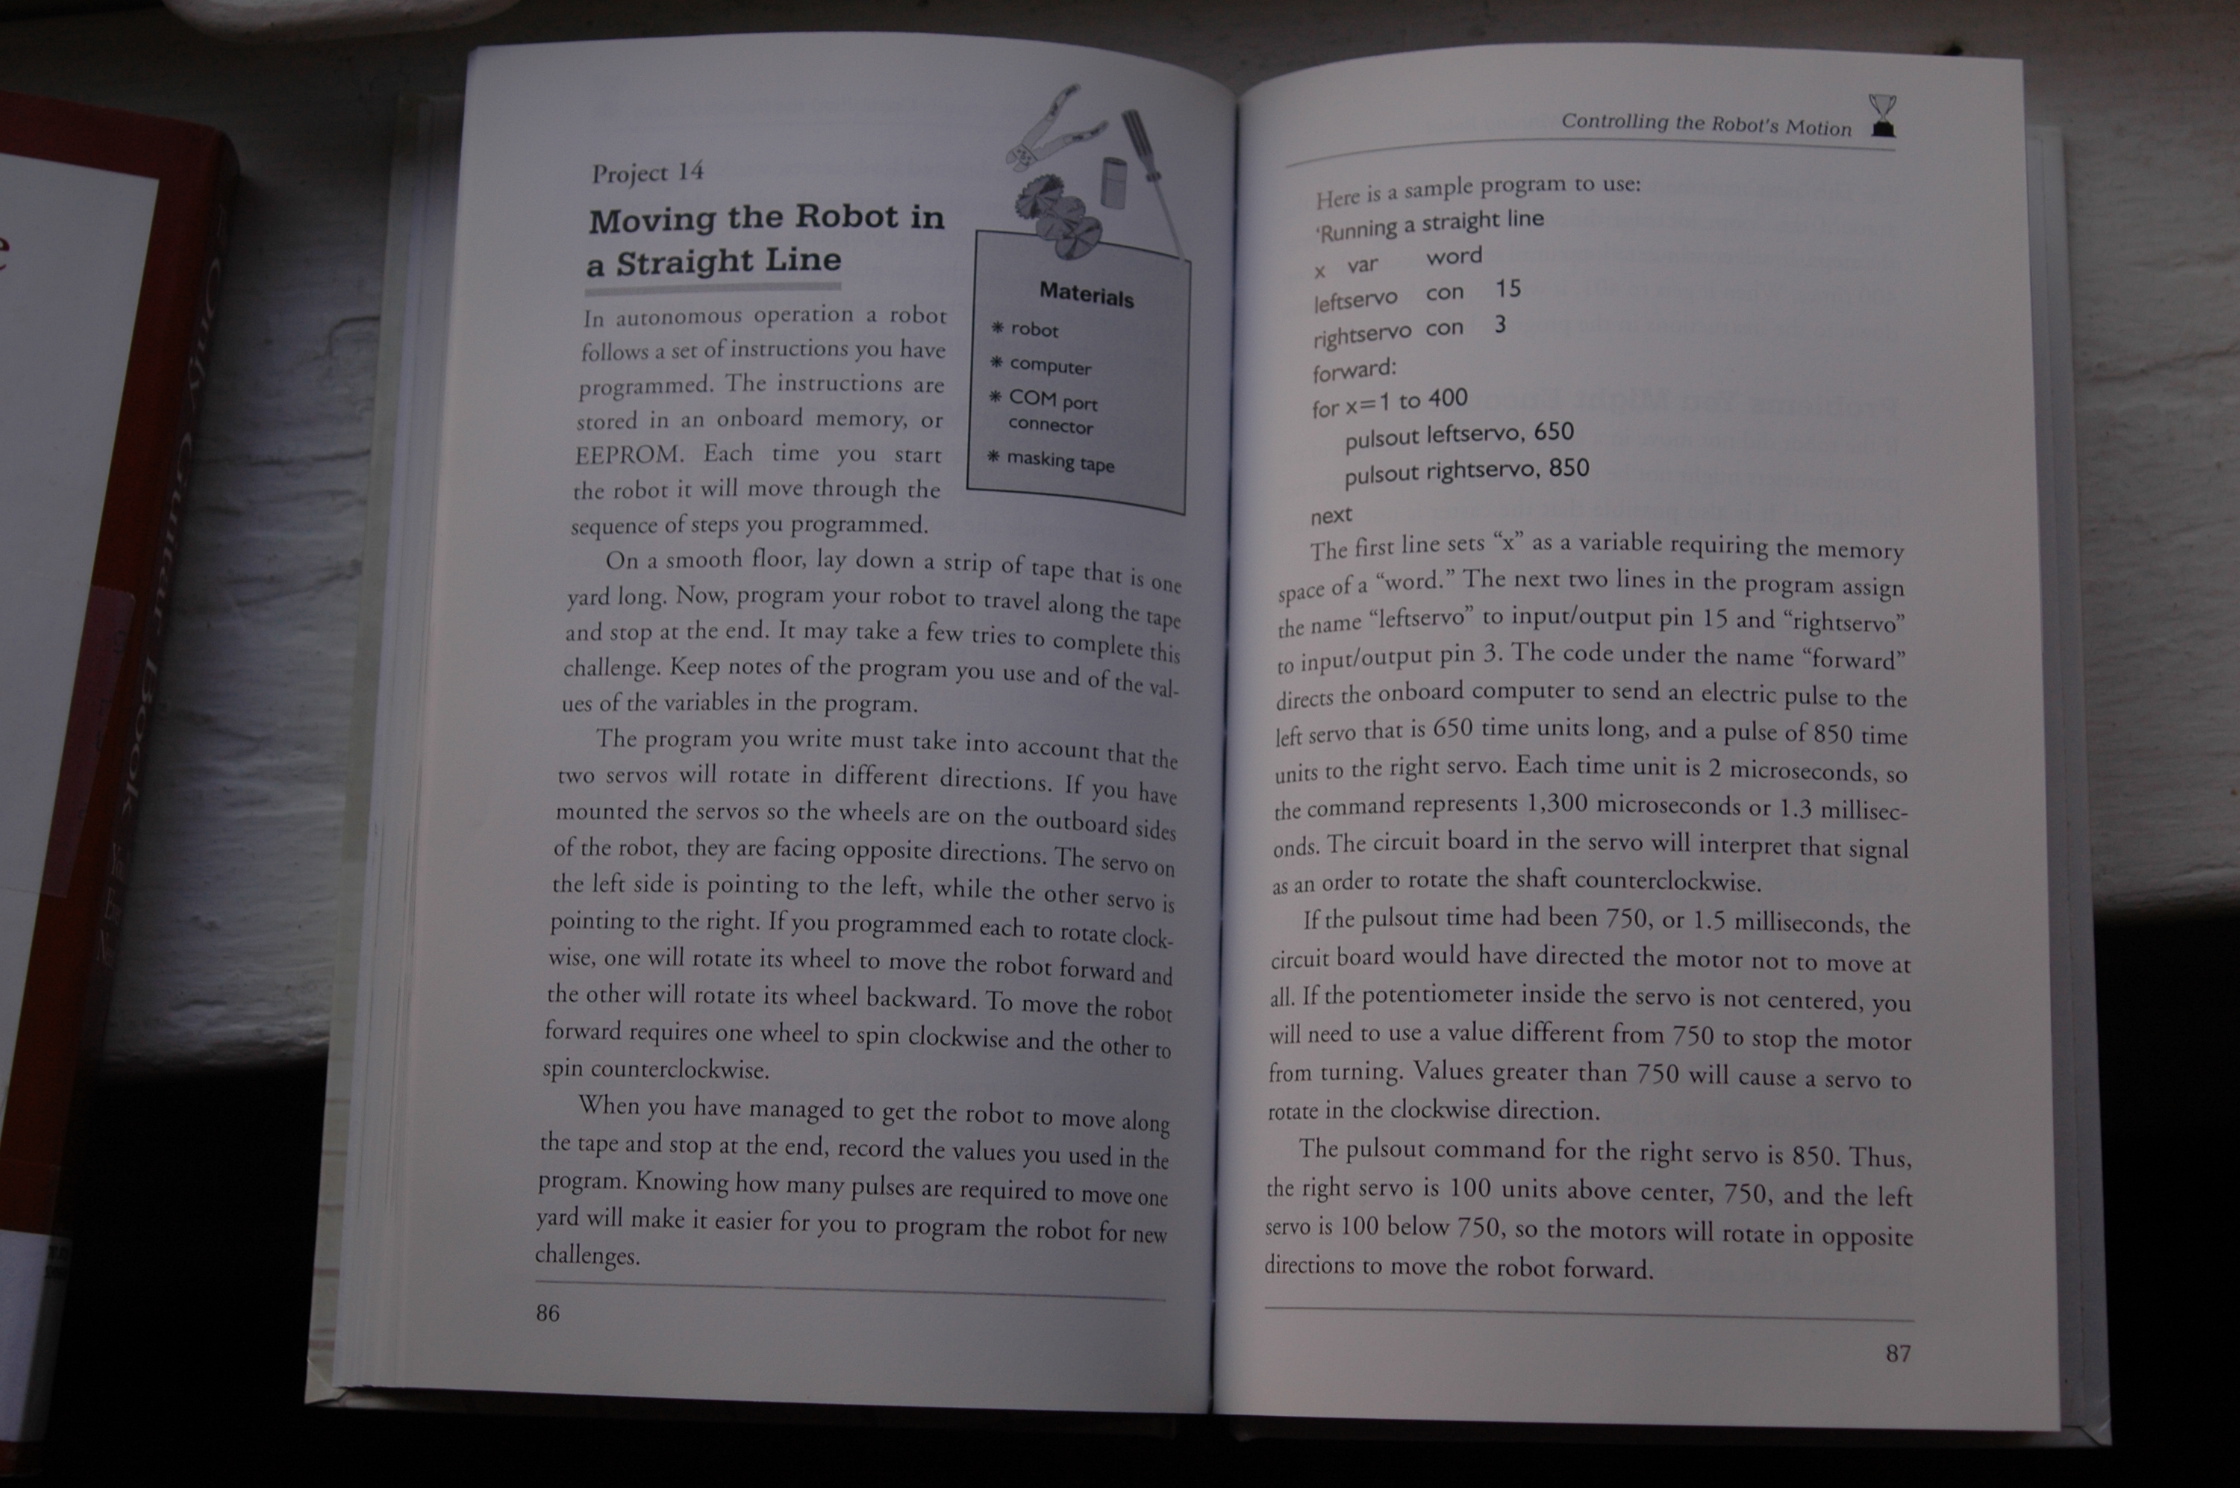 Project 14
Moving the Robot in
a Straight Line
Materials
* robot
* computer
* COM port
connector
* masking tape
In autonomous operation a robot
follows a set of instructions you have
programmed. The instructions are
stored in an onboard memory, or
EEPROM. Each time you start
the robot it will move through the
sequence of steps you programmed.
On a smooth floor, lay down a strip of tape that is one
yard long. Now, program your robot to travel along the tape
and stop at the end. It may take a few tries to complete this
challenge. Keep notes of the program you use and of the val-
ues of the variables in the program.
The program you write must take into account that the
two servos will rotate in different directions. If you have
mounted the servos so the wheels are on the outboard sides
of the robot, they are facing opposite directions. The servo on
the left side is pointing to the left, while the other servo is
pointing to the right. If you programmed each to rotate clock-
wise, one will rotate its wheel to move the robot forward and
the other will rotate its wheel backward. To move the robot
forward requires one wheel to spin clockwise and the other to
spin counterclockwise.
When you have managed to get the robot to move along
the tape and stop at the end, record the values you used in the
program. Knowing how many pulses are required to move one
yard will make it easier for you to program the robot for new
challenges.
86
Controlling the Robot's Motion
Here is a sample program to use:
'Running a straight line
x var word
leftservo con 15
rightservo con 3
forward:
for x=1 to 400
pulsout leftservo, 650
pulsout rightservo, 850
next
The first line sets “x” as a variable requiring the memory
space of a “word.” The next two lines in the program assign
the name “leftservo” to input/output pin 15 and “rightservo”
to input/output pin 3. The code under the name “forward”
directs the onboard computer to send an electric pulse to the
left servo that is 650 time units long, and a pulse of 850 time
units to the right servo. Each time unit is 2 microseconds, so
the command represents 1,300 microseconds or 1.3 millisec-
onds. The circuit board in the servo will interpret that signal
as an order to rotate the shaft counterclockwise.
If the pulsout time had been 750, or 1.5 milliseconds, the
circuit board would have directed the motor not to move at
all. If the potentiometer inside the servo is not centered, you
will need to use a value different from 750 to stop the motor
from turning. Values greater than 750 will cause a servo to
rotate in the clockwise direction.
The pulsout command for the right servo is 850. Thus,
the right servo is 100 units above center, 750, and the left
servo is 100 below 750, so the motors will rotate in opposite
directions to move the robot forward.
87
Only Guitar Book